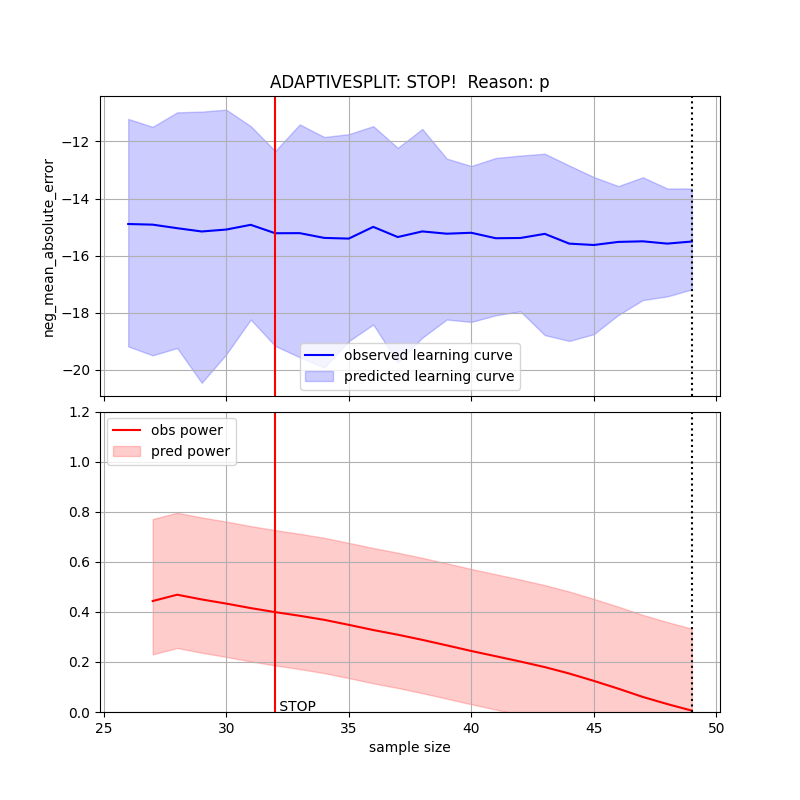 ADAPTIVESPLIT: STOP!  Reason: p
neg_mean_absolute_error
−12
−14
−16
−18
−20
observed learning curve
predicted learning curve
1.2
1.0
0.8
0.6
0.4
0.2
0.0
obs power
pred power
STOP
25
30
35
40
45
50
sample size